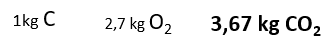 1kg C 2,7 kg O₂ 3,67 kg CO₂